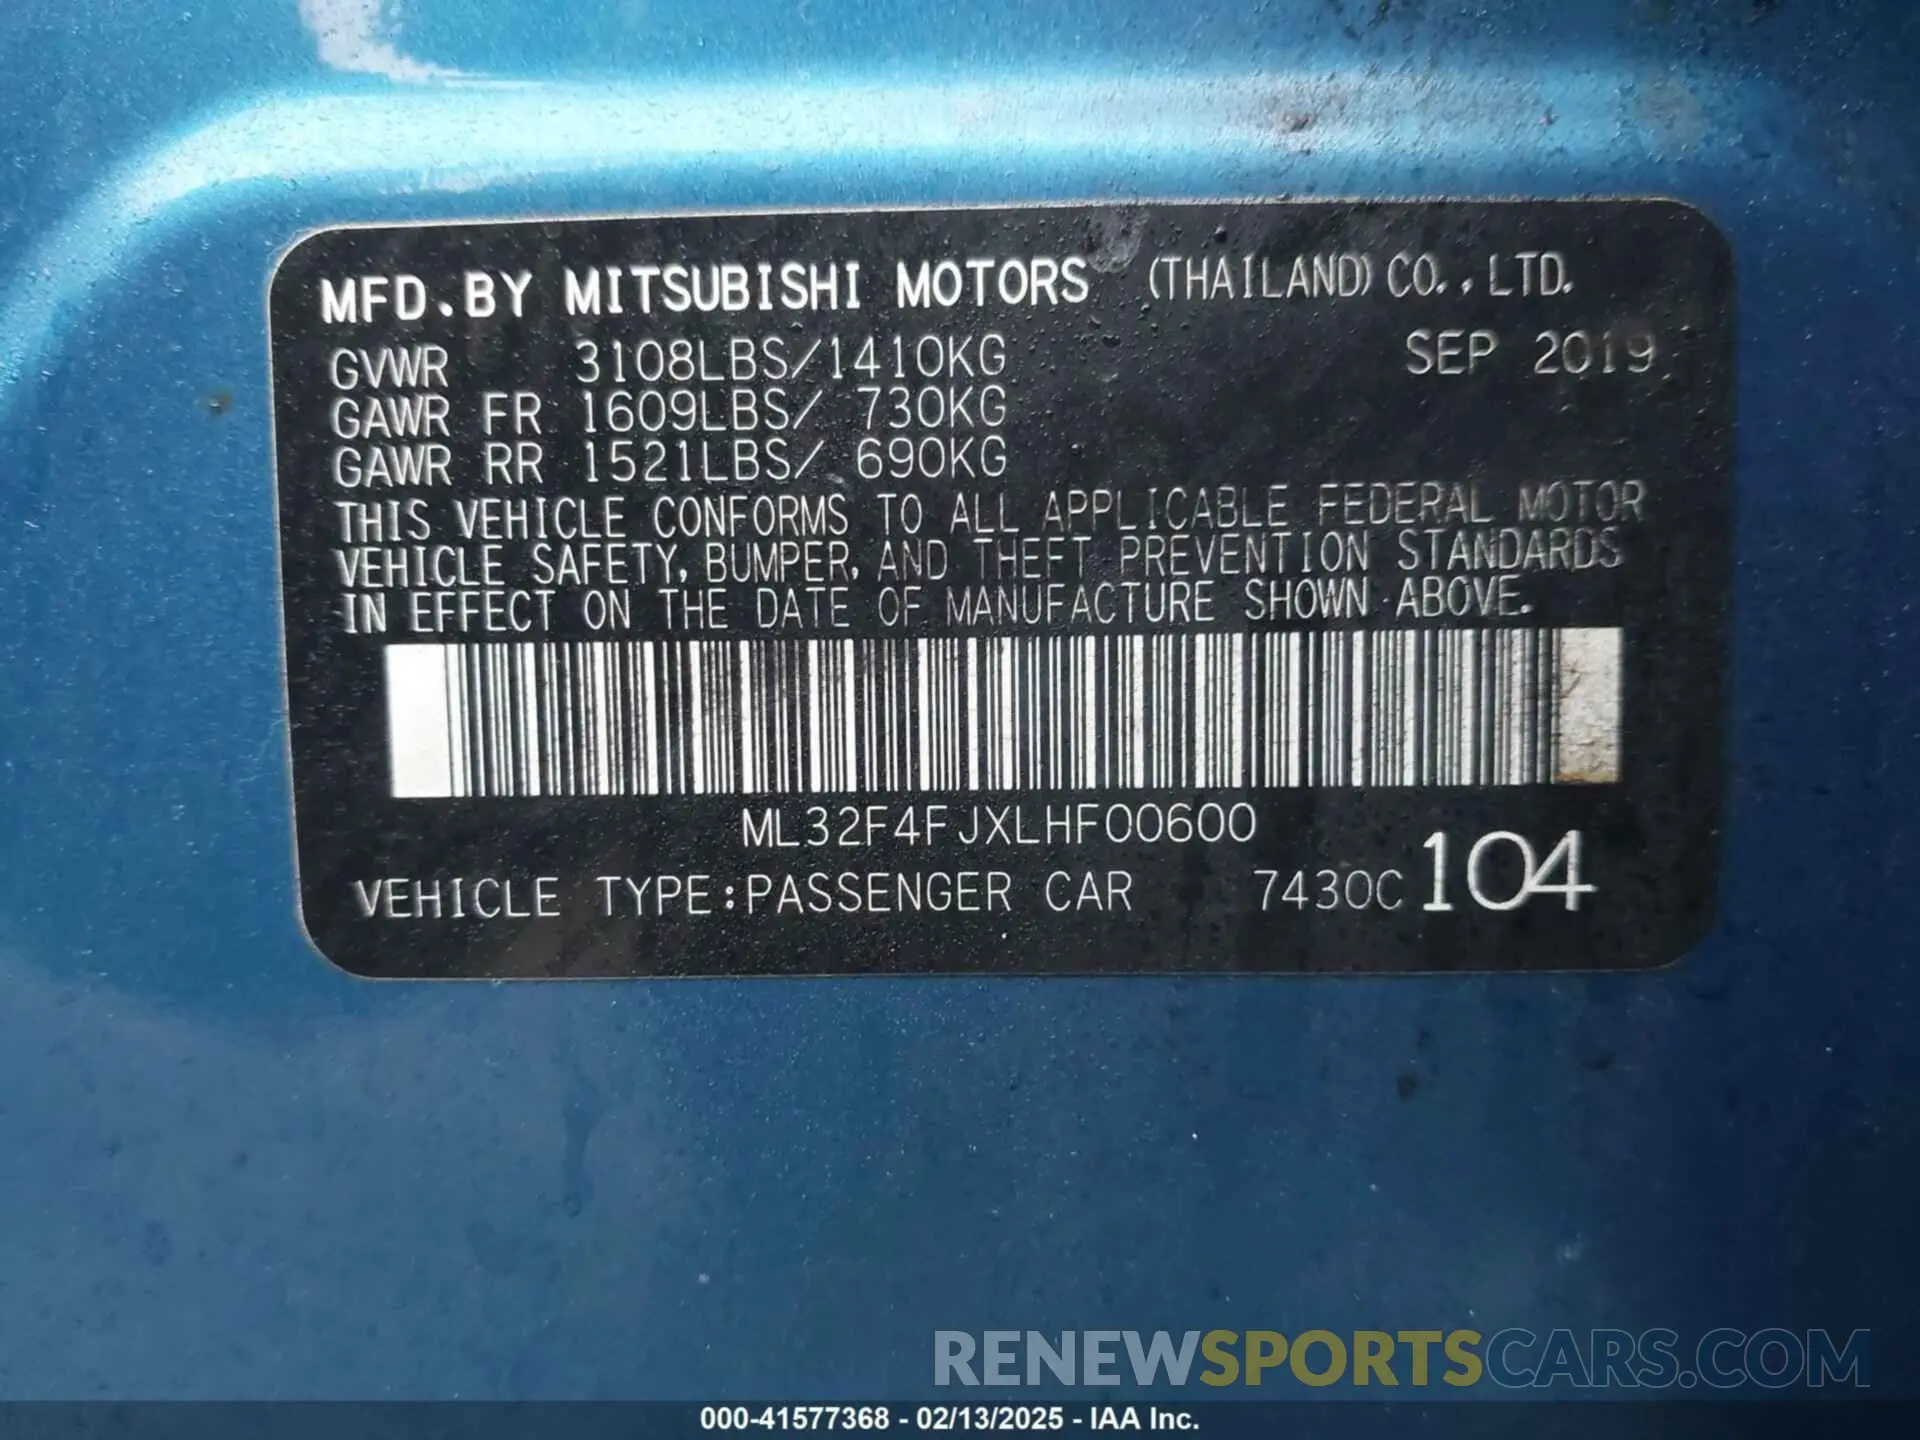 MFD.BY MITSUBISHI MOTORS (THAILAND) CO.,LTD.
GVWR 3108LBS/1410KG SEP 2019
GAWR FR 1609LBS/ 730KG
GAWR RR 1521LBS/ 690KG
THIS VEHICLE CONFORMS TO ALL APPLICABLE FEDERAL MOTOR
VEHICLE SAFETY, BUMPER, AND THEFT PREVENTION STANDARDS
IN EFFECT ON THE DATE OF MANUFACTURE SHOWN ABOVE.
ML32F4FJXLHF00600
VEHICLE TYPE:PASSENGER CAR 7430C 104
RENEWSPORTSCARS.COM
000-41577368 - 02/13/2025 - IAA Inc.